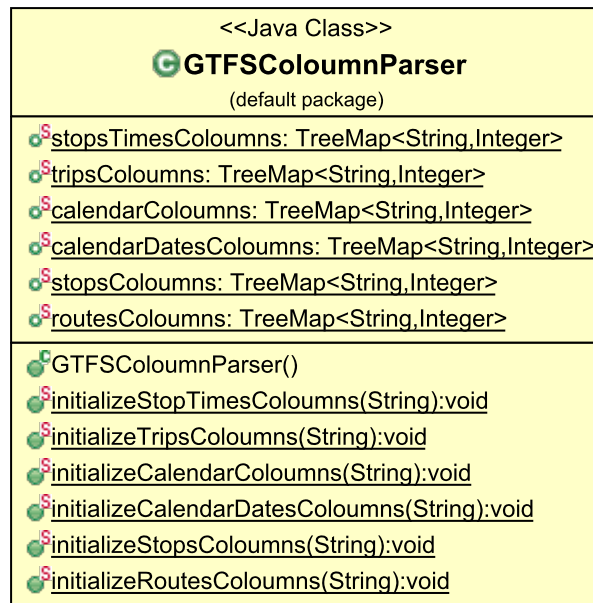 <<Java Class>>
GTFSColoumnParser
(default package)
stopsTimesColoumns: TreeMap<String,Integer>
tripsColoumns: TreeMap<String,Integer>
calendarColoumns: TreeMap<String,Integer>
calendarDatesColoumns: TreeMap<String,Integer>
stopsColoumns: TreeMap<String,Integer>
routesColoumns: TreeMap<String,Integer>
GTFSColoumnParser()
initializeStopTimesColoumns(String):void
initializeTripsColoumns(String):void
initializeCalendarColoumns(String):void
initializeCalendarDatesColoumns(String):void
initializeStopsColoumns(String):void
initializeRoutesColoumns(String):void